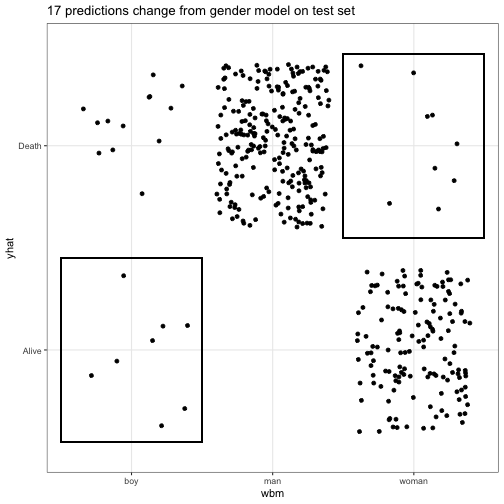 17 predictions change from gender model on test set
yhat
Death
Alive
boy man woman
wbm